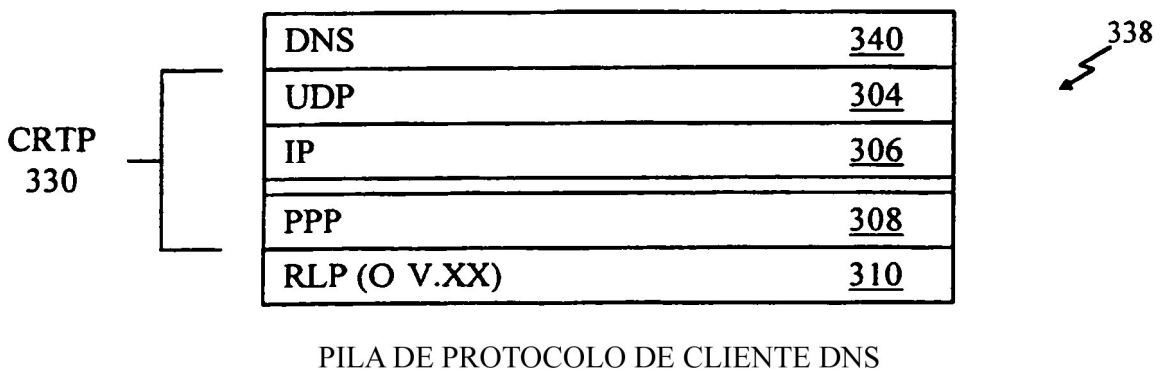 DNS 340
338
UDP 304
CRTP
330
IP 306
PPP 308
RLP (O V.XX) 310
PILA DE PROTOCOLO DE CLIENTE DNS